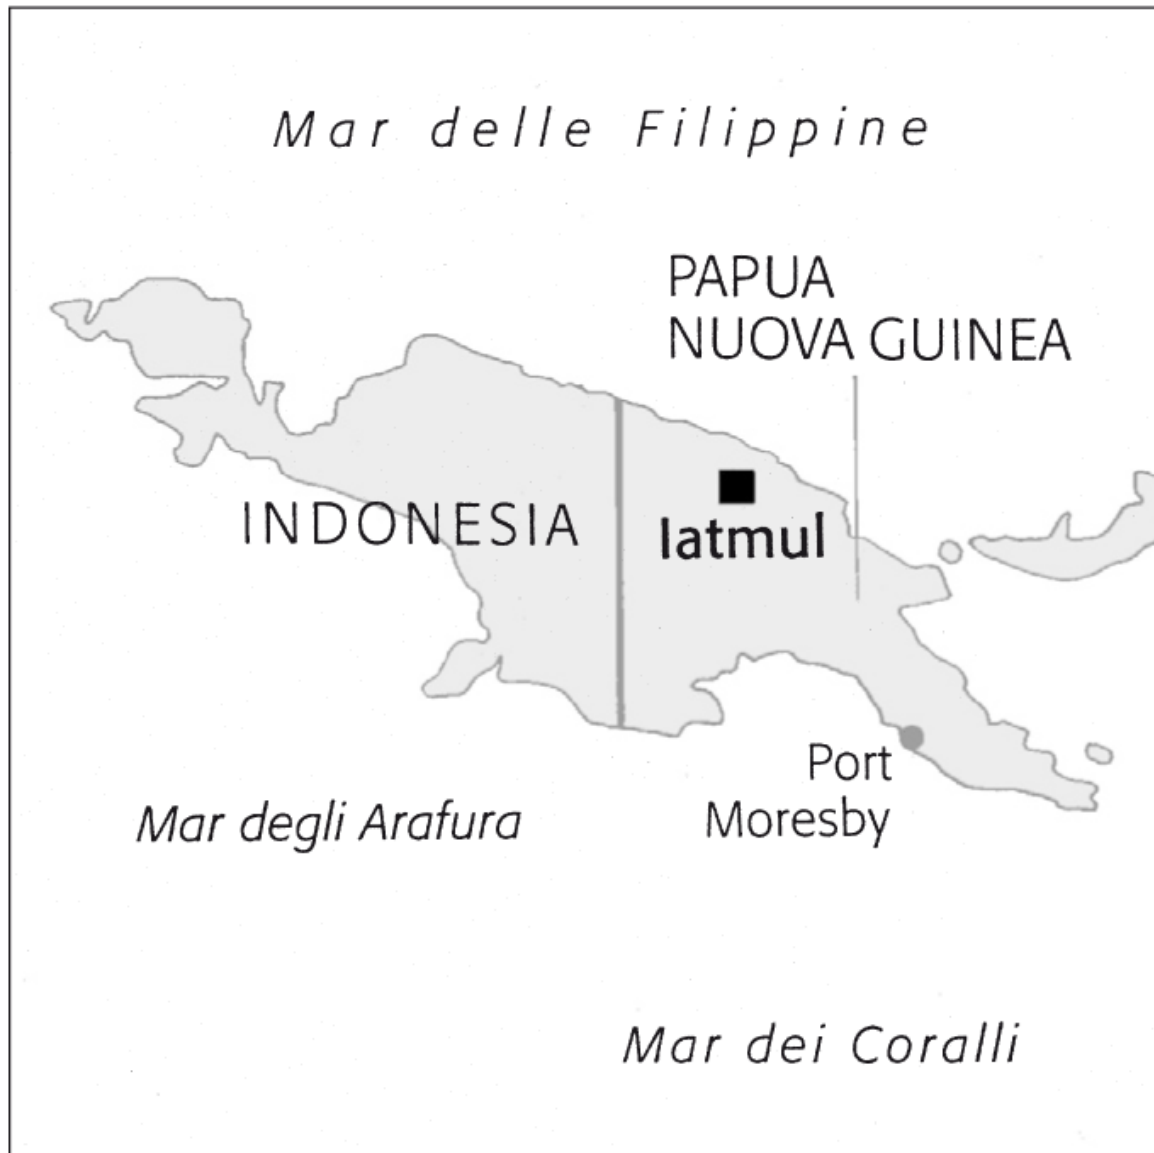 Mar delle Filippine
PAPUA
NUOVA GUINEA
INDONESIA
Iatmul
Port
Moresby
Mar degli Arafura
Mar dei Coralli